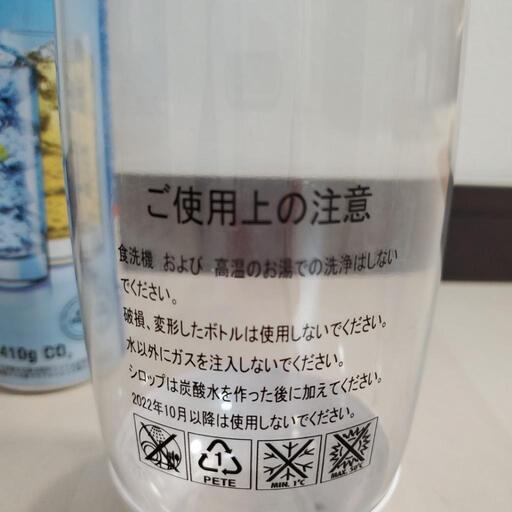 ご使用上の注意
食洗機 および 高温のお湯での洗浄はしない
でください。
破損、変形したボトルは使用しないでください。
水以外にガスを注入しないでください。
シロップは炭酸水を作った後に加えてください。
2022年10月以降は使用しないでください。
1
PETE
MIN. 1℃
MAX. 50℃
410g CO₂